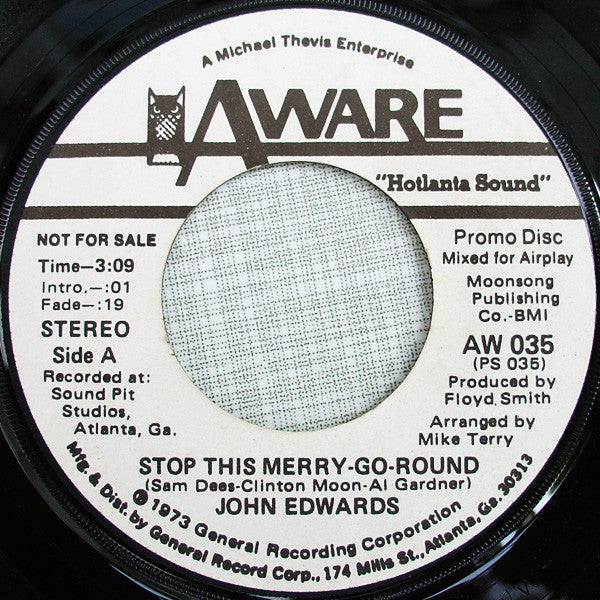 A Michael Thevis Enterprise
AWARE
"Hotlanta Sound"
NOT FOR SALE
Time—3:09
Intro.—:01
Fade—:19
STEREO
Side A
Recorded at:
Sound Pit
Studios,
Atlanta, Ga.
Promo Disc
Mixed for Airplay
Moonsong
Publishing
Co.-BMI
AW 035
(PS 035)
Produced by
Floyd Smith
Arranged by
Mike Terry
STOP THIS MERRY-GO-ROUND
(Sam Dees-Clinton Moon-Al Gardner)
JOHN EDWARDS
℗ 1973 General Recording Corporation
Mfg. & Dist. by General Record Corp., 174 Mills St., Atlanta, Ga. 30313